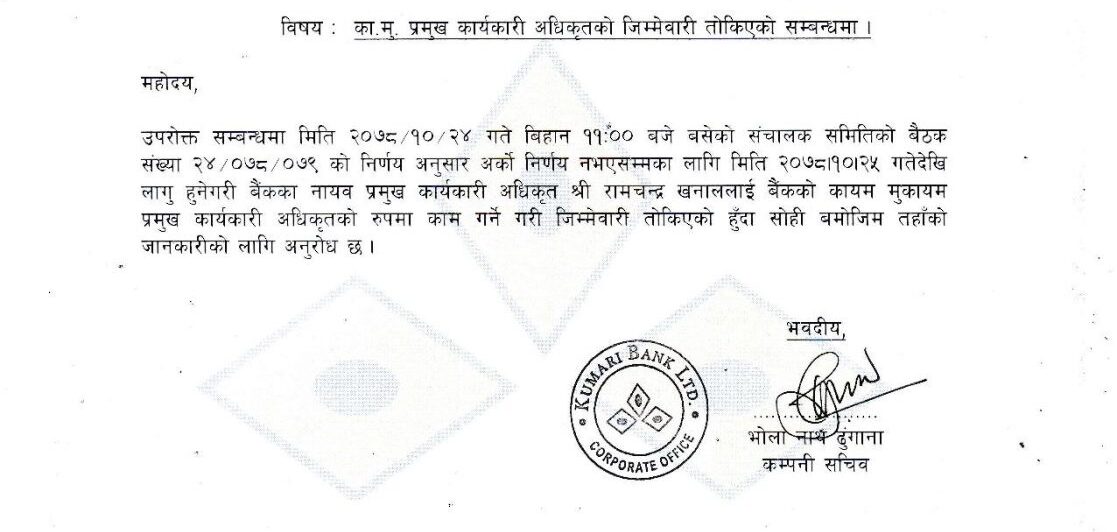 विषय : का.मु. प्रमुख कार्यकारी अधिकृतको जिम्मेवारी तोकिएको सम्बन्धमा ।
महोदय,
उपरोक्त सम्बन्धमा मिति २०७८/१०/२४ गते बिहान ११:०० बजे बसेको संचालक समितिको बैठक
संख्या २४/०७८/०७९ को निर्णय अनुसार अर्को निर्णय नभएसम्मका लागि मिति २०७८।१०।२५ गतेदेखि
लागु हुनेगरी बैंकका नायव प्रमुख कार्यकारी अधिकृत श्री रामचन्द्र खनाललाई बैंकको कायम मुकायम
प्रमुख कार्यकारी अधिकृतको रुपमा काम गर्ने गरी जिम्मेवारी तोकिएको हुँदा सोही बमोजिम तहाँको
जानकारीको लागि अनुरोध छ ।
भवदीय,
KUMARI BANK LTD.
CORPORATE OFFICE
भोला नाथ ढुंगाना
कम्पनी सचिव